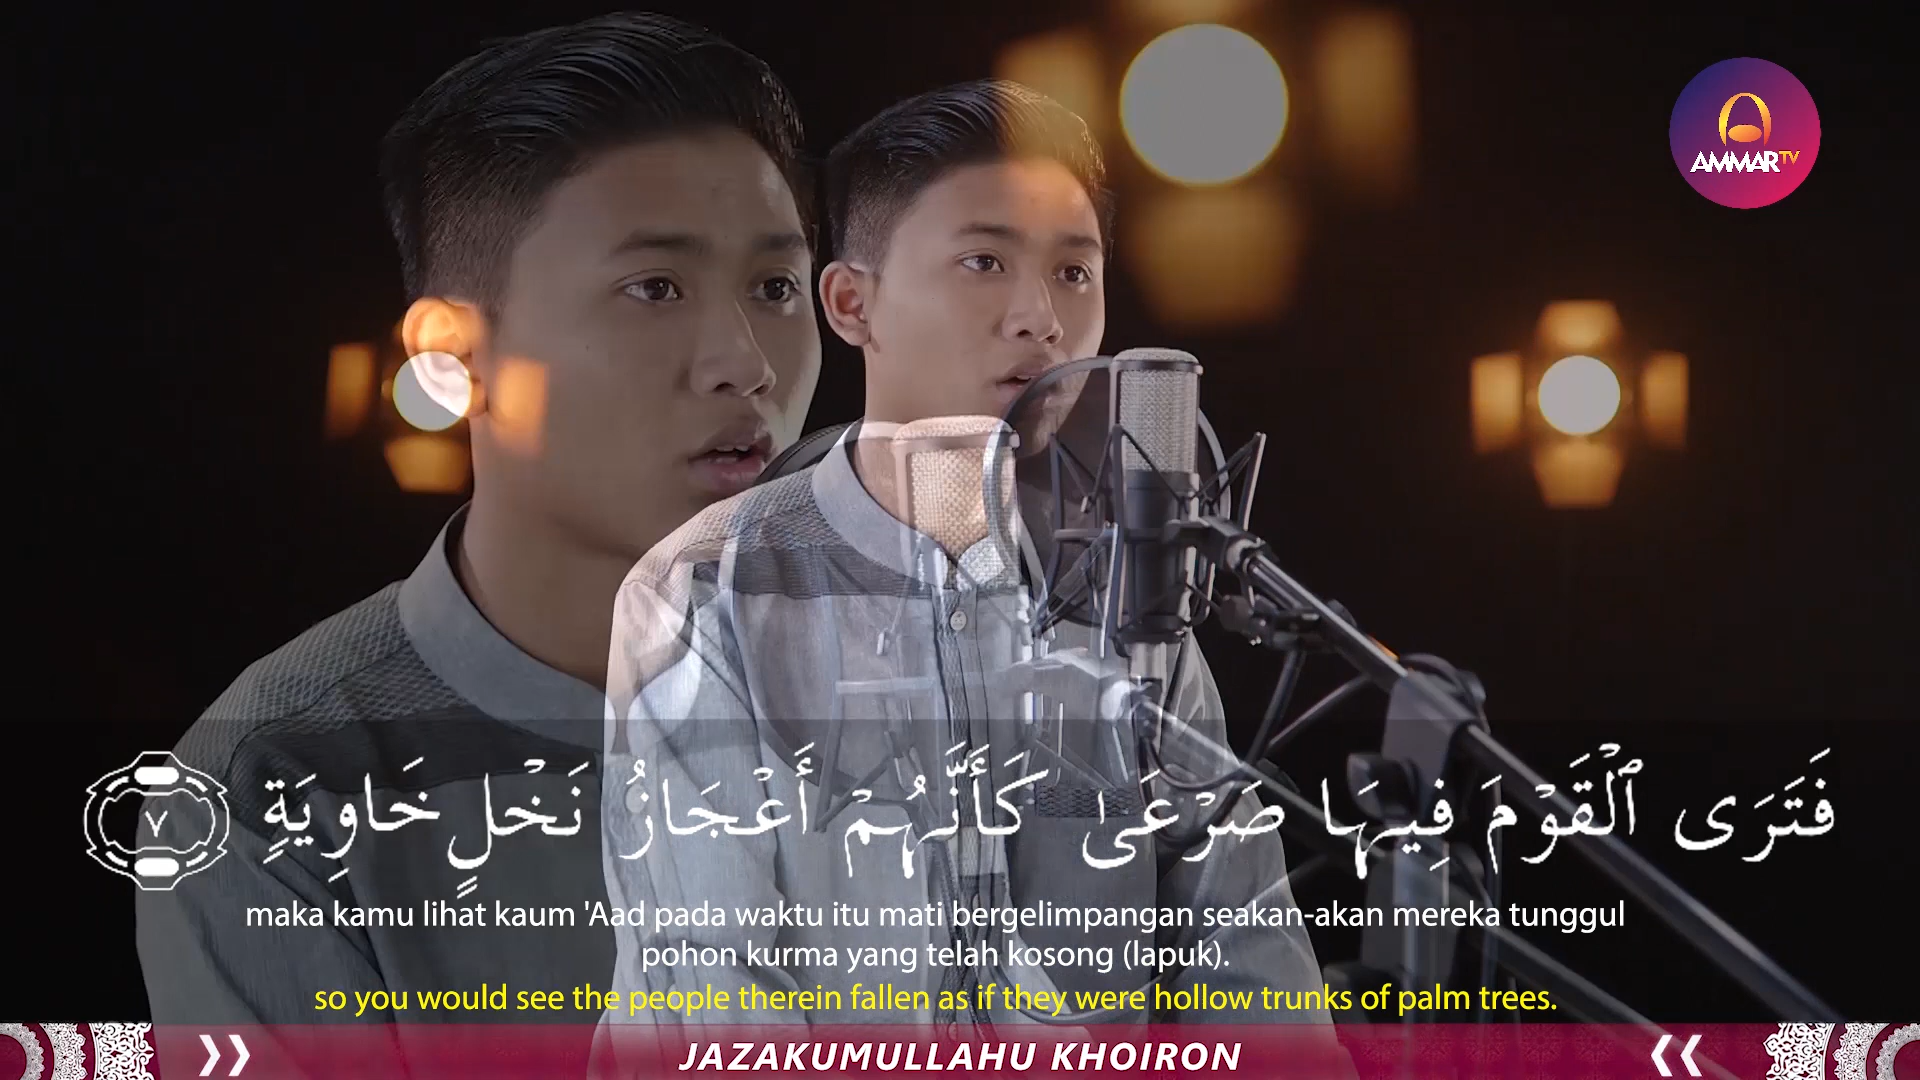 AMMARTV
فَتَرَى ٱلْقَوْمَ فِيهَا صَرْعَىٰ كَأَنَّهُمْ أَعْجَازُ نَخْلٍ خَاوِيَةٍ ٧
maka kamu lihat kaum 'Aad pada waktu itu mati bergelimpangan seakan-akan mereka tunggul
pohon kurma yang telah kosong (lapuk).
so you would see the people therein fallen as if they were hollow trunks of palm trees.
JAZAKUMULLAHU KHOIRON